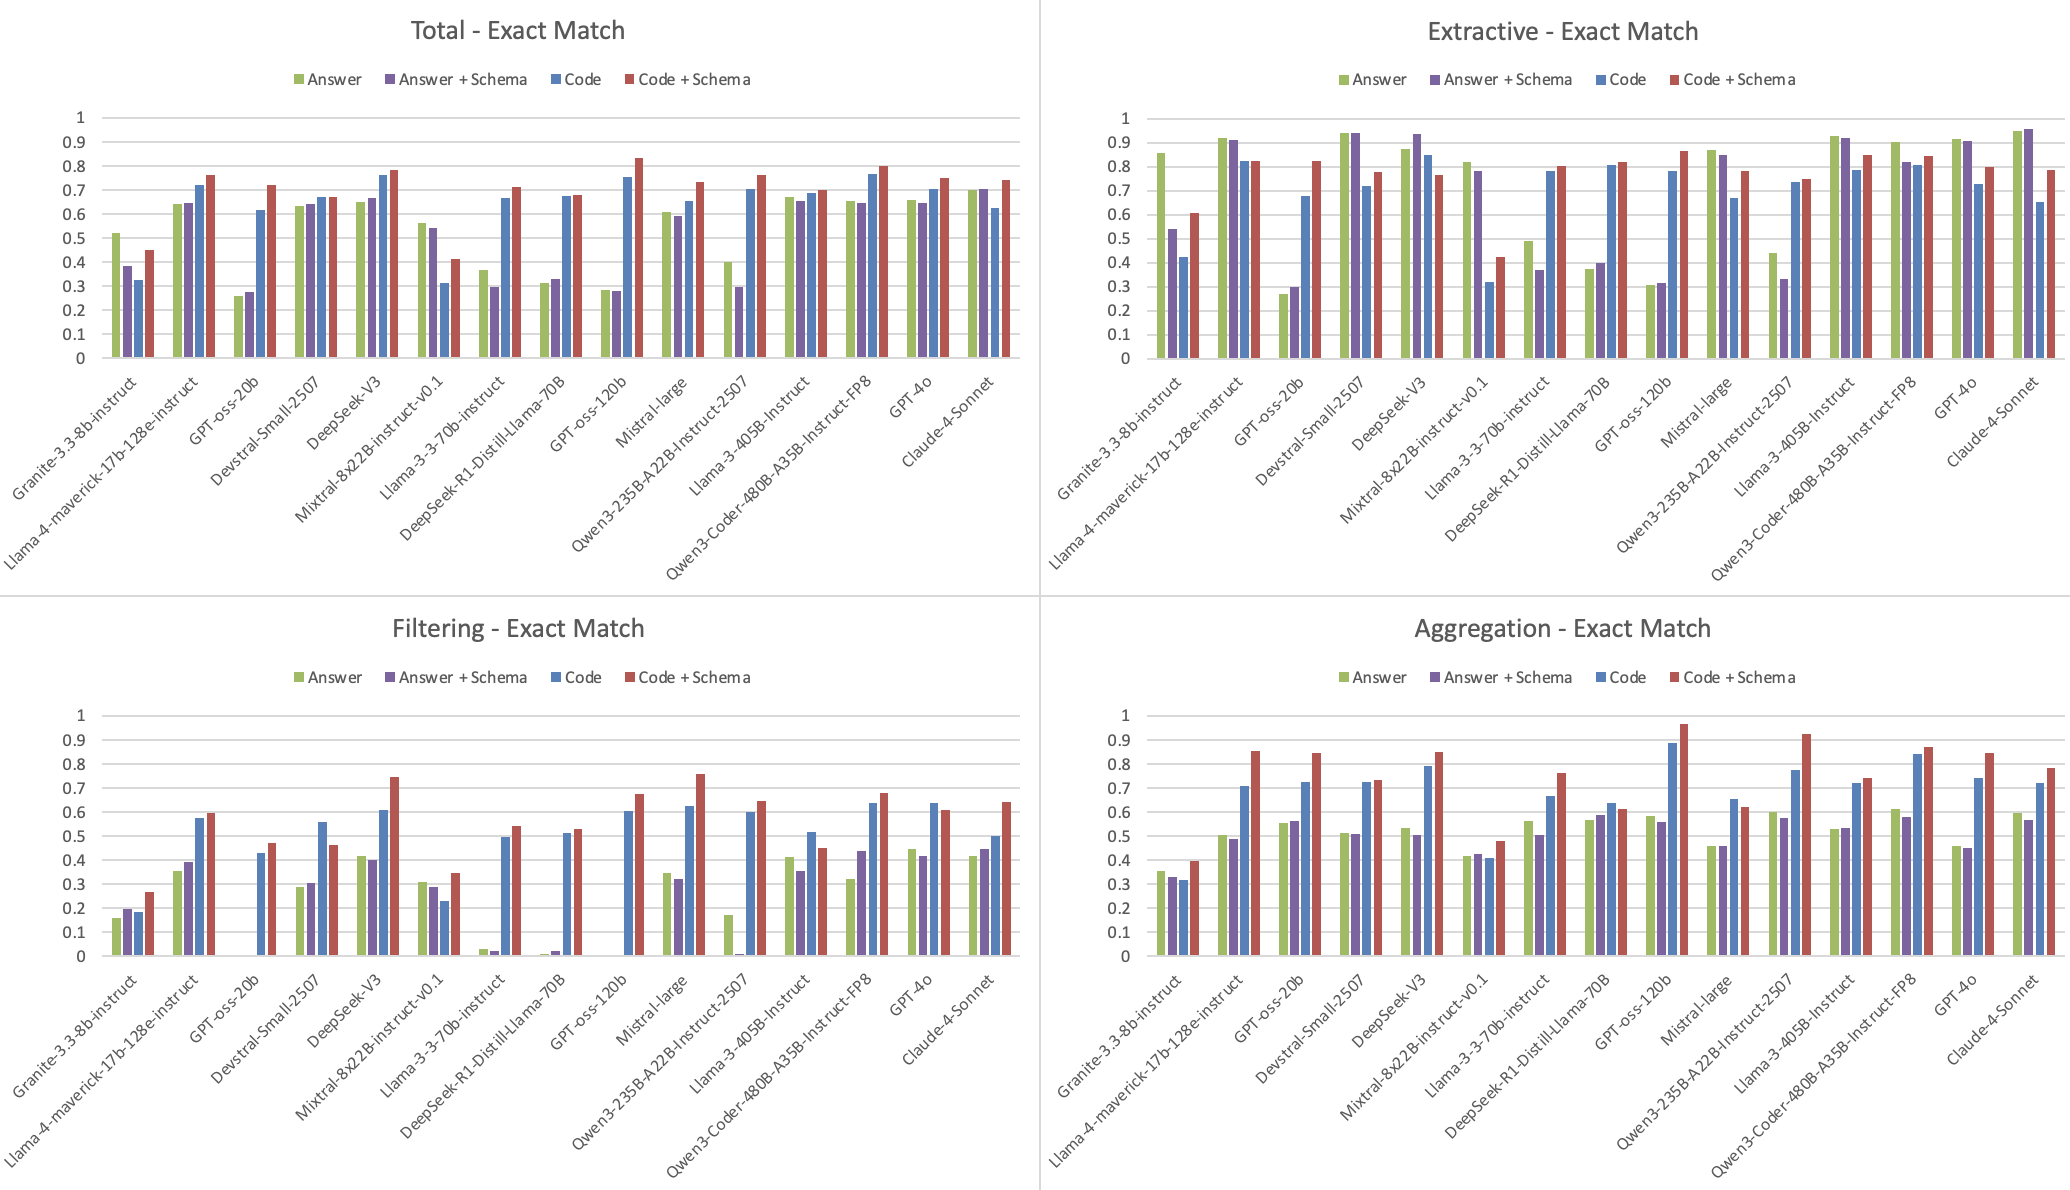 Total - Exact Match
Answer Answer + Schema Code Code + Schema
1
0.9
0.8
0.7
0.6
0.5
0.4
0.3
0.2
0.1
0
Granite-3.3-8b-instruct
Llama-4-maverick-17b-128e-instruct
GPT-oss-20b
Devstral-Small-2507
DeepSeek-V3
Mixtral-8x22B-instruct-v0.1
Llama-3-3-70b-instruct
DeepSeek-R1-Distill-Llama-70B
GPT-oss-120b
Mistral-large
Qwen3-235B-A22B-Instruct-2507
Llama-3-405B-Instruct
Qwen3-Coder-480B-A35B-Instruct-FP8
GPT-4o
Claude-4-Sonnet
Extractive - Exact Match
Answer Answer + Schema Code Code + Schema
1
0.9
0.8
0.7
0.6
0.5
0.4
0.3
0.2
0.1
0
Granite-3.3-8b-instruct
Llama-4-maverick-17b-128e-instruct
GPT-oss-20b
Devstral-Small-2507
DeepSeek-V3
Mixtral-8x22B-instruct-v0.1
Llama-3-3-70b-instruct
DeepSeek-R1-Distill-Llama-70B
GPT-oss-120b
Mistral-large
Qwen3-235B-A22B-Instruct-2507
Llama-3-405B-Instruct
Qwen3-Coder-480B-A35B-Instruct-FP8
GPT-4o
Claude-4-Sonnet
Filtering - Exact Match
Answer Answer + Schema Code Code + Schema
1
0.9
0.8
0.7
0.6
0.5
0.4
0.3
0.2
0.1
0
Granite-3.3-8b-instruct
Llama-4-maverick-17b-128e-instruct
GPT-oss-20b
Devstral-Small-2507
DeepSeek-V3
Mixtral-8x22B-instruct-v0.1
Llama-3-3-70b-instruct
DeepSeek-R1-Distill-Llama-70B
GPT-oss-120b
Mistral-large
Qwen3-235B-A22B-Instruct-2507
Llama-3-405B-Instruct
Qwen3-Coder-480B-A35B-Instruct-FP8
GPT-4o
Claude-4-Sonnet
Aggregation - Exact Match
Answer Answer + Schema Code Code + Schema
1
0.9
0.8
0.7
0.6
0.5
0.4
0.3
0.2
0.1
0
Granite-3.3-8b-instruct
Llama-4-maverick-17b-128e-instruct
GPT-oss-20b
Devstral-Small-2507
DeepSeek-V3
Mixtral-8x22B-instruct-v0.1
Llama-3-3-70b-instruct
DeepSeek-R1-Distill-Llama-70B
GPT-oss-120b
Mistral-large
Qwen3-235B-A22B-Instruct-2507
Llama-3-405B-Instruct
Qwen3-Coder-480B-A35B-Instruct-FP8
GPT-4o
Claude-4-Sonnet